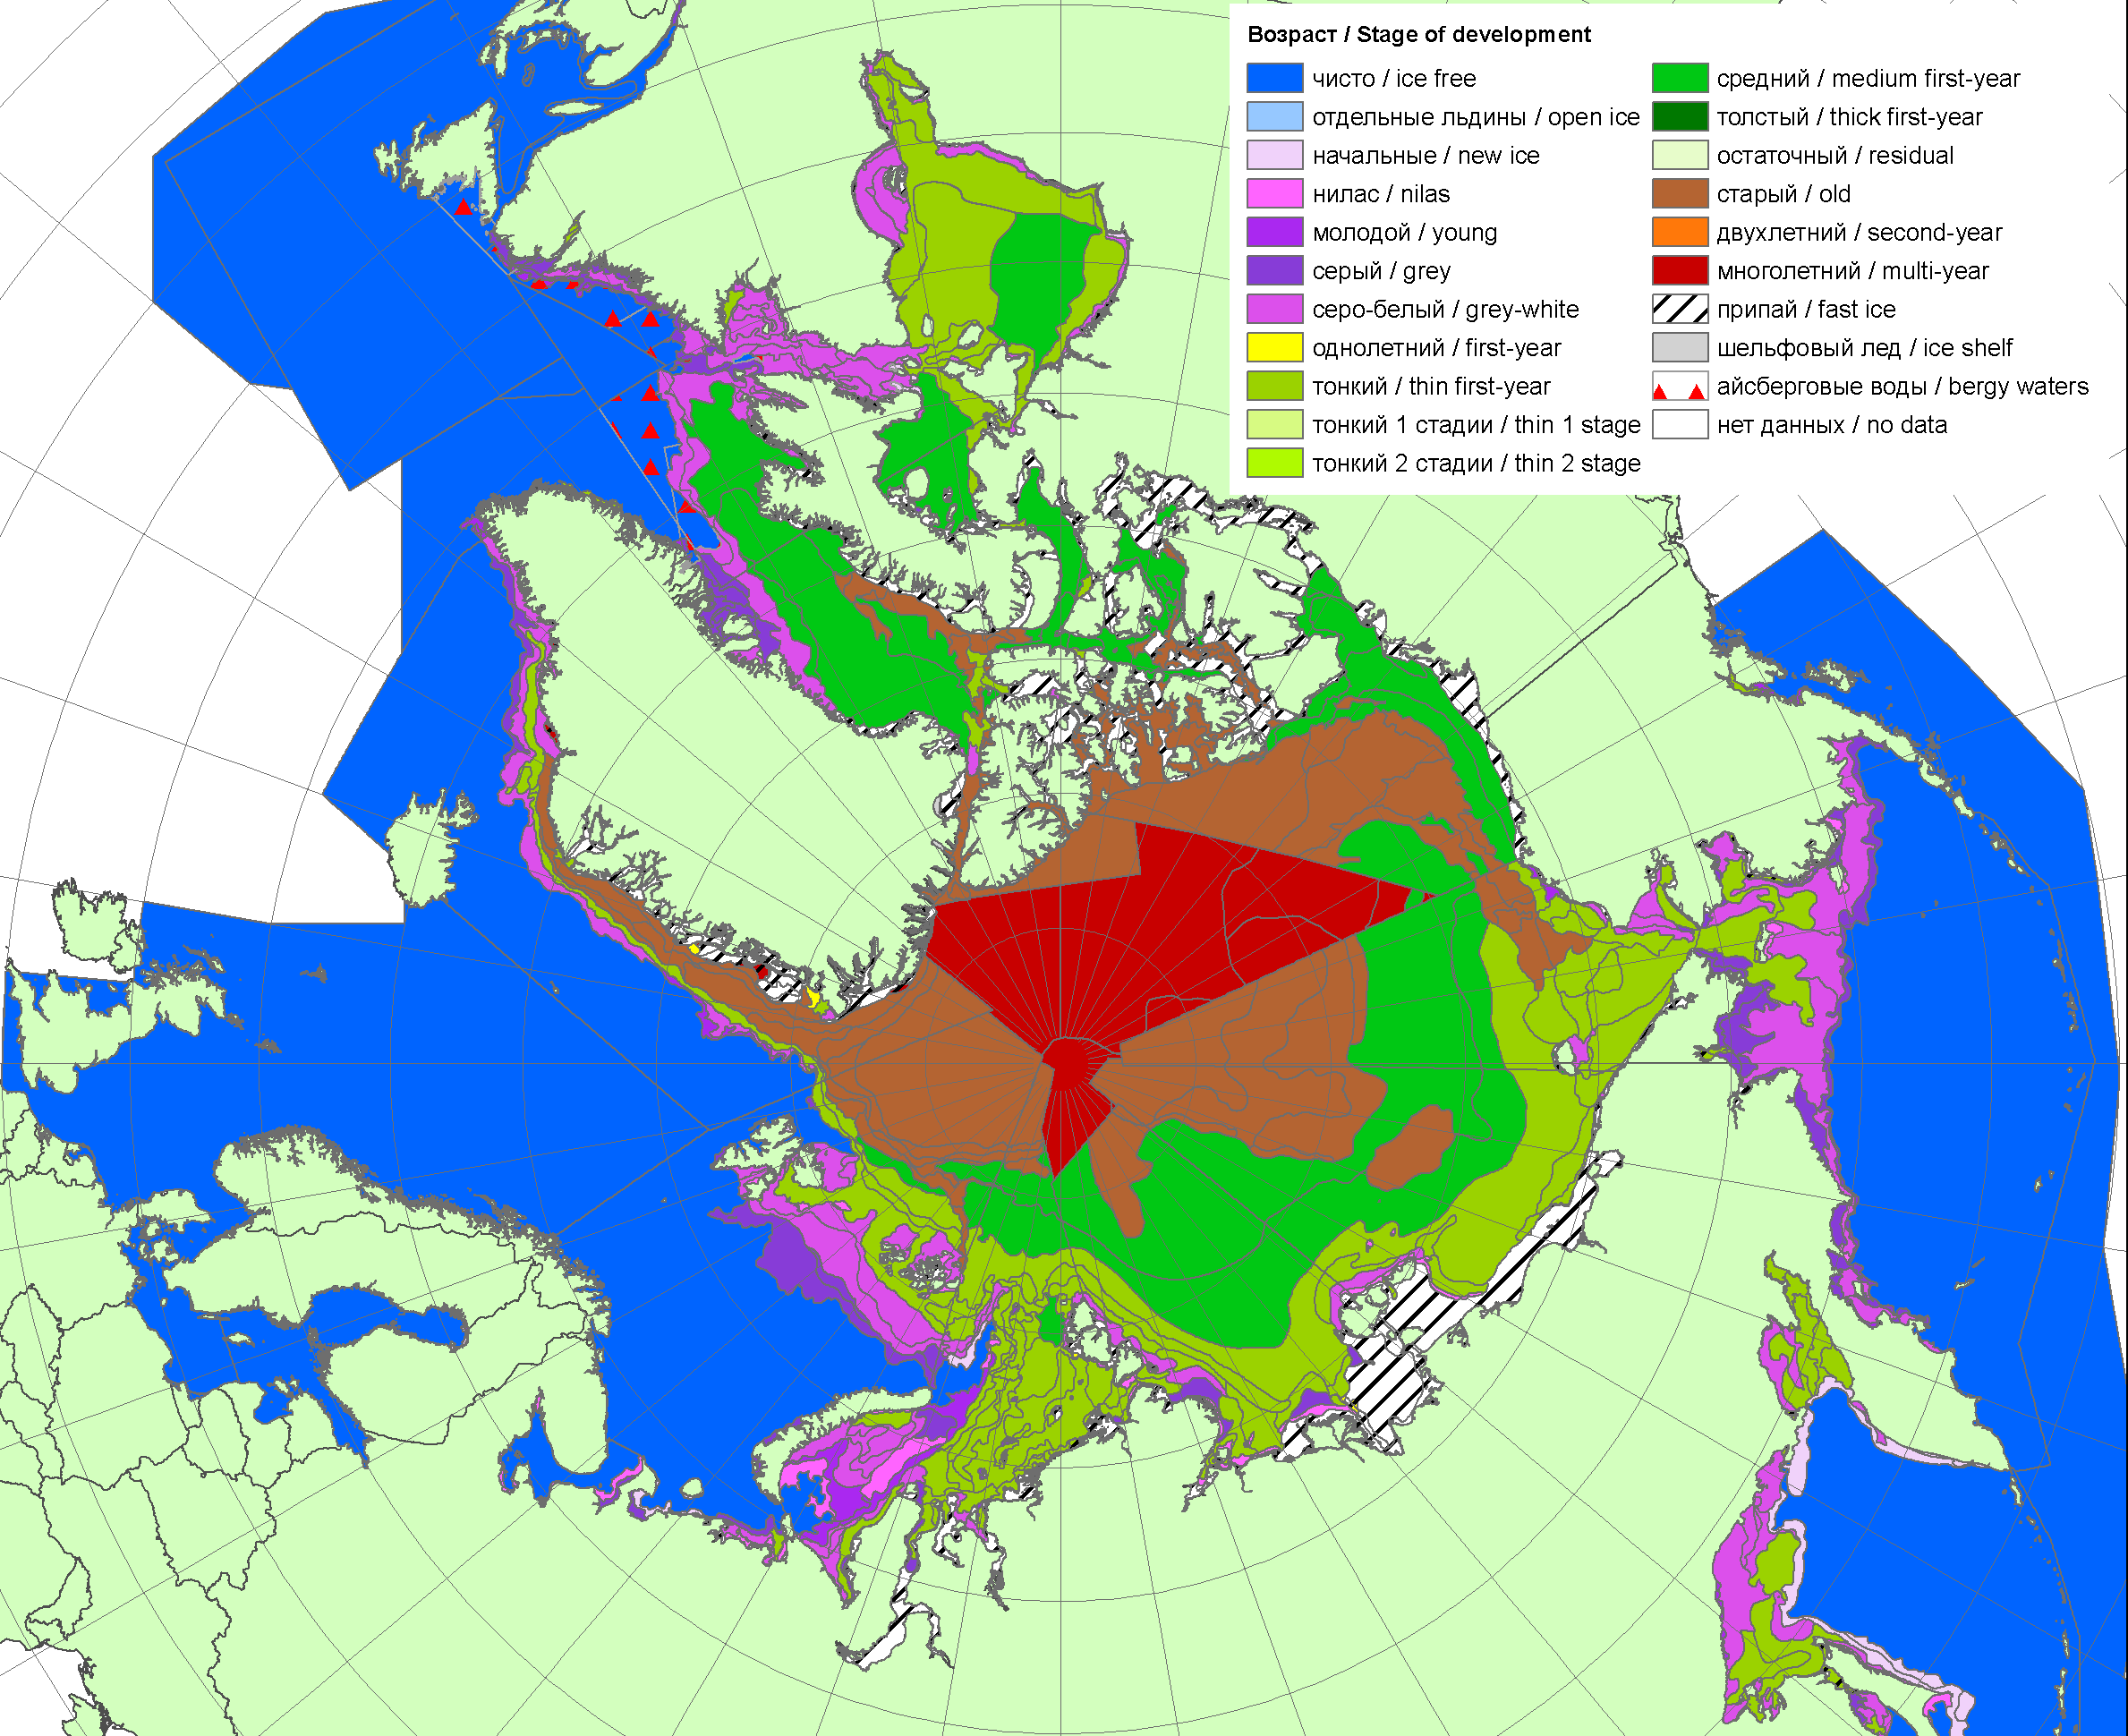 Возраст / Stage of development
чисто / ice free
отдельные льдины / open ice
начальные / new ice
нилас / nilas
молодой / young
серый / grey
серо-белый / grey-white
однолетний / first-year
тонкий / thin first-year
тонкий 1 стадии / thin 1 stage
тонкий 2 стадии / thin 2 stage
средний / medium first-year
толстый / thick first-year
остаточный / residual
старый / old
двухлетний / second-year
многолетний / multi-year
припай / fast ice
шельфовый лед / ice shelf
айсберговые воды / bergy waters
нет данных / no data